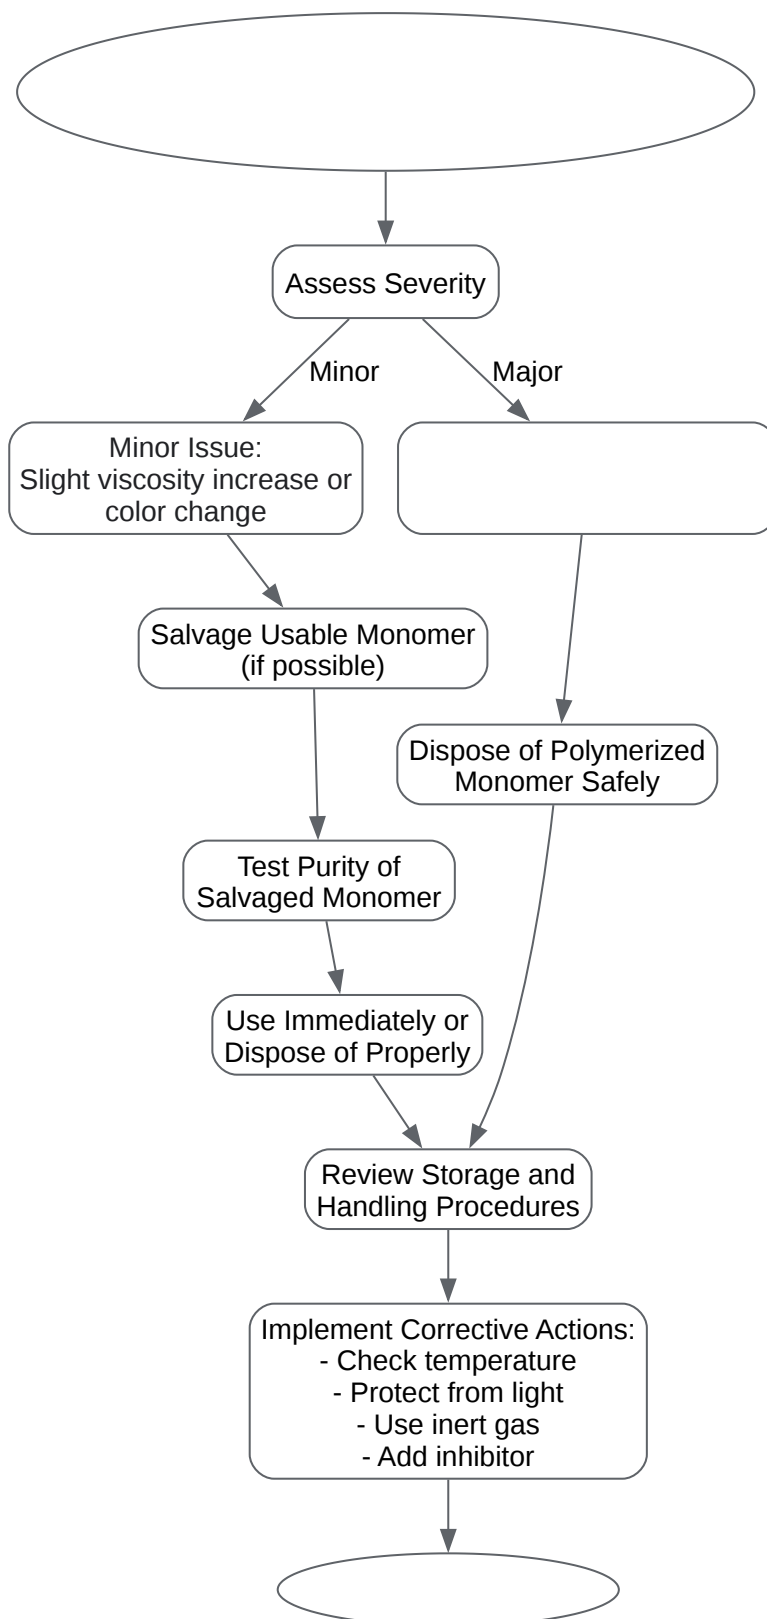 Assess Severity
Minor
Major
Minor Issue:
Slight viscosity increase or
color change
Salvage Usable Monomer
(if possible)
Dispose of Polymerized
Monomer Safely
Test Purity of
Salvaged Monomer
Use Immediately or
Dispose of Properly
Review Storage and
Handling Procedures
Implement Corrective Actions:
- Check temperature
- Protect from light
- Use inert gas
- Add inhibitor